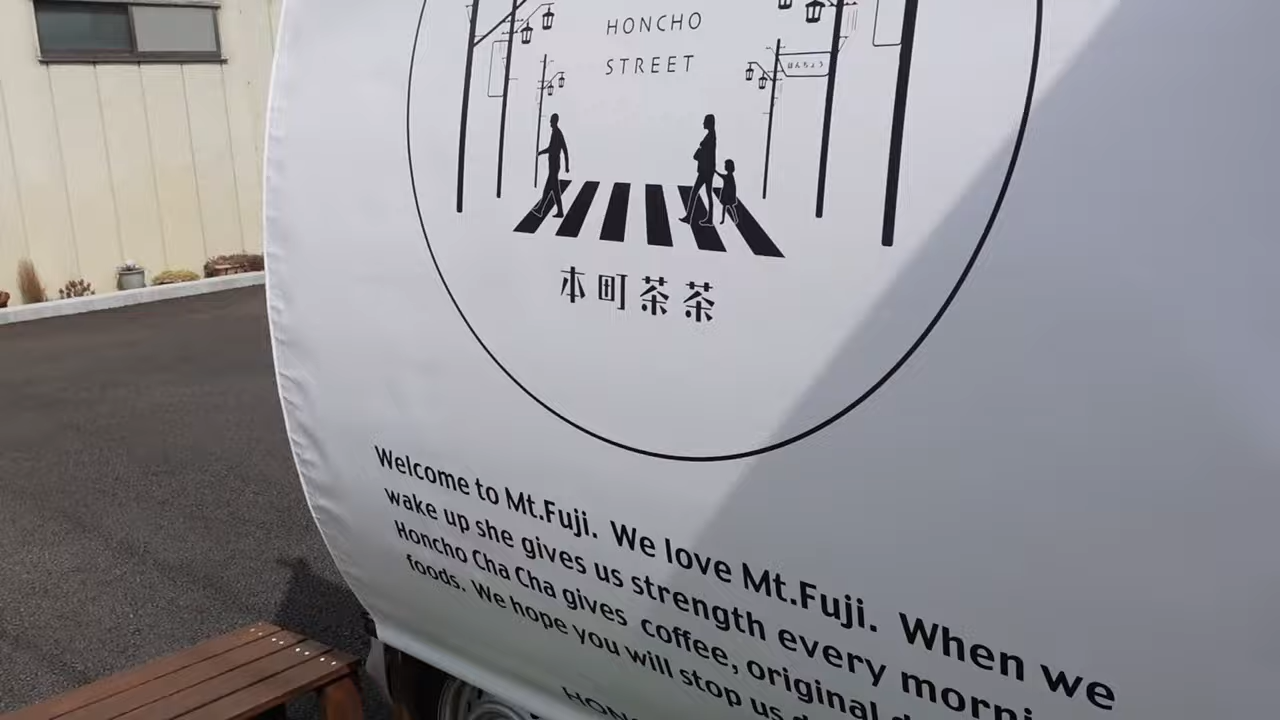 HONCHO
STREET
ほんちょう
本町茶茶
Welcome to Mt.Fuji. We love Mt.Fuji. When we
wake up she gives us strength every
Honcho Cha Cha gives coffee, original
foods. We hope you will stop us